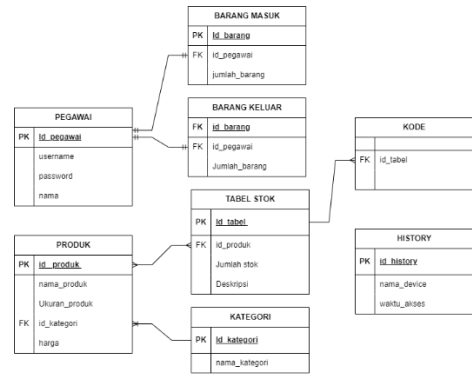 BARANG MASUK
PK Id_barang
FK id_pegawai
jumlah_barang
PEGAWAI
PK Id_pegawai
username
password
nama
BARANG KELUAR
FK id_barang
FK id_pegawai
Jumlah_barang
KODE
FK id_tabel
TABEL STOK
PK Id_tabel
FK id_produk
Jumlah stok
Deskripsi
PRODUK
PK id_produk
nama_produk
Ukuran_produk
FK id_kategori
harga
HISTORY
PK id_history
nama_device
waktu_akses
KATEGORI
PK Id_kategori
nama_kategori